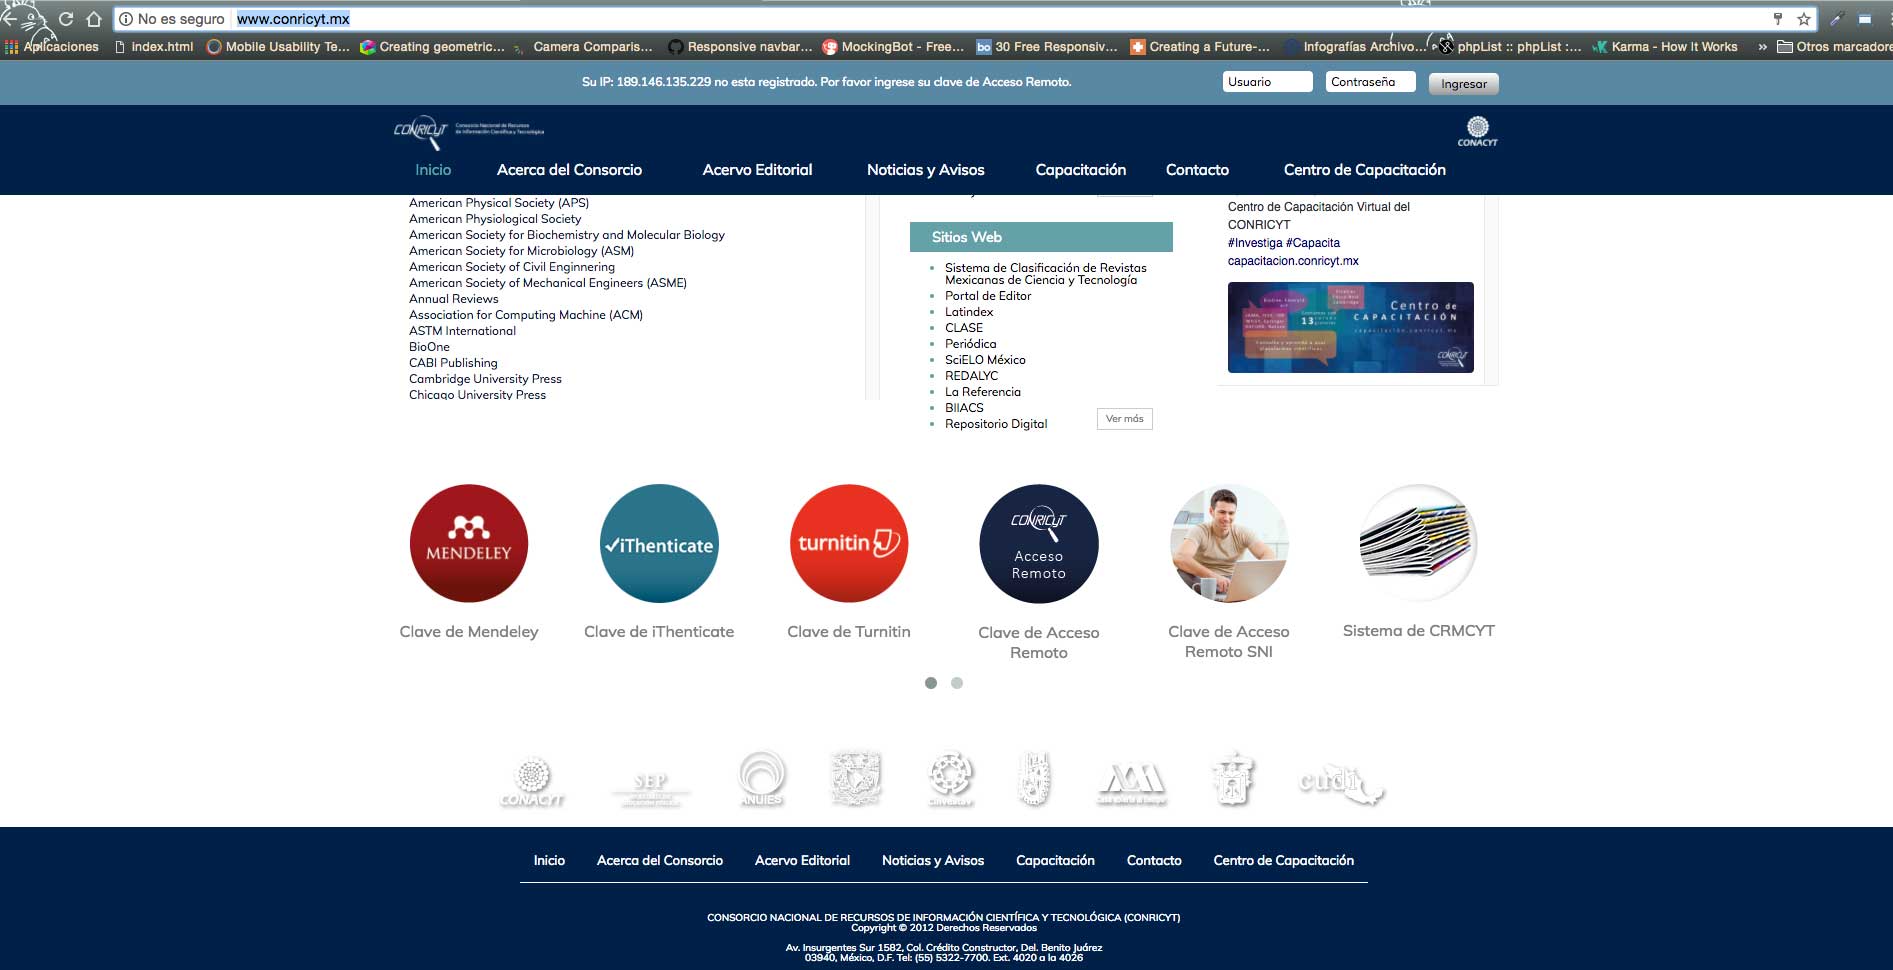 No es seguro www.conricyt.mx
Aplicaciones index.html Mobile Usability Te... Creating geometric... Camera Comparis... Responsive navbar... MockingBot - Free... bo 30 Free Responsiv... Creating a Future-... Infografías Archivo... phpList :: phpList :... Karma - How It Works » Otros marcadore
Su IP: 189.146.135.229 no esta registrado. Por favor ingrese su clave de Acceso Remoto. Usuario Contraseña Ingresar
CONRICYT Consorcio Nacional de Recursos
de Información Científica y Tecnológica
CONACYT
Inicio Acerca del Consorcio Acervo Editorial Noticias y Avisos Capacitación Contacto Centro de Capacitación
American Physical Society (APS)
American Physiological Society
American Society for Biochemistry and Molecular Biology
American Society for Microbiology (ASM)
American Society of Civil Enginnering
American Society of Mechanical Engineers (ASME)
Annual Reviews
Association for Computing Machine (ACM)
ASTM International
BioOne
CABI Publishing
Cambridge University Press
Chicago University Press
Sitios Web
Sistema de Clasificación de Revistas
Mexicanas de Ciencia y Tecnología
Portal de Editor
Latindex
CLASE
Periódica
SciELO México
REDALYC
La Referencia
BIIACS
Repositorio Digital
Ver más
Centro de Capacitación Virtual del
CONRICYT
#Investiga #Capacita
capacitacion.conricyt.mx
Centro de
CAPACITACIÓN
capacitación.conricyt.mx
13
CONRICYT
MENDELEY
iThenticate
turnitin
CONRICYT
Acceso
Remoto
Clave de Mendeley
Clave de iThenticate
Clave de Turnitin
Clave de Acceso
Remoto
Clave de Acceso
Remoto SNI
Sistema de CRMCYT
CONACYT
SEP
ANUIES
Cinvestav
Casa abierta al tiempo
cudi
Inicio Acerca del Consorcio Acervo Editorial Noticias y Avisos Capacitación Contacto Centro de Capacitación
CONSORCIO NACIONAL DE RECURSOS DE INFORMACIÓN CIENTÍFICA Y TECNOLÓGICA (CONRICYT)
Copyright © 2012 Derechos Reservados
Av. Insurgentes Sur 1582, Col. Crédito Constructor, Del. Benito Juárez
03940, México, D.F. Tel: (55) 5322-7700. Ext. 4020 a la 4026